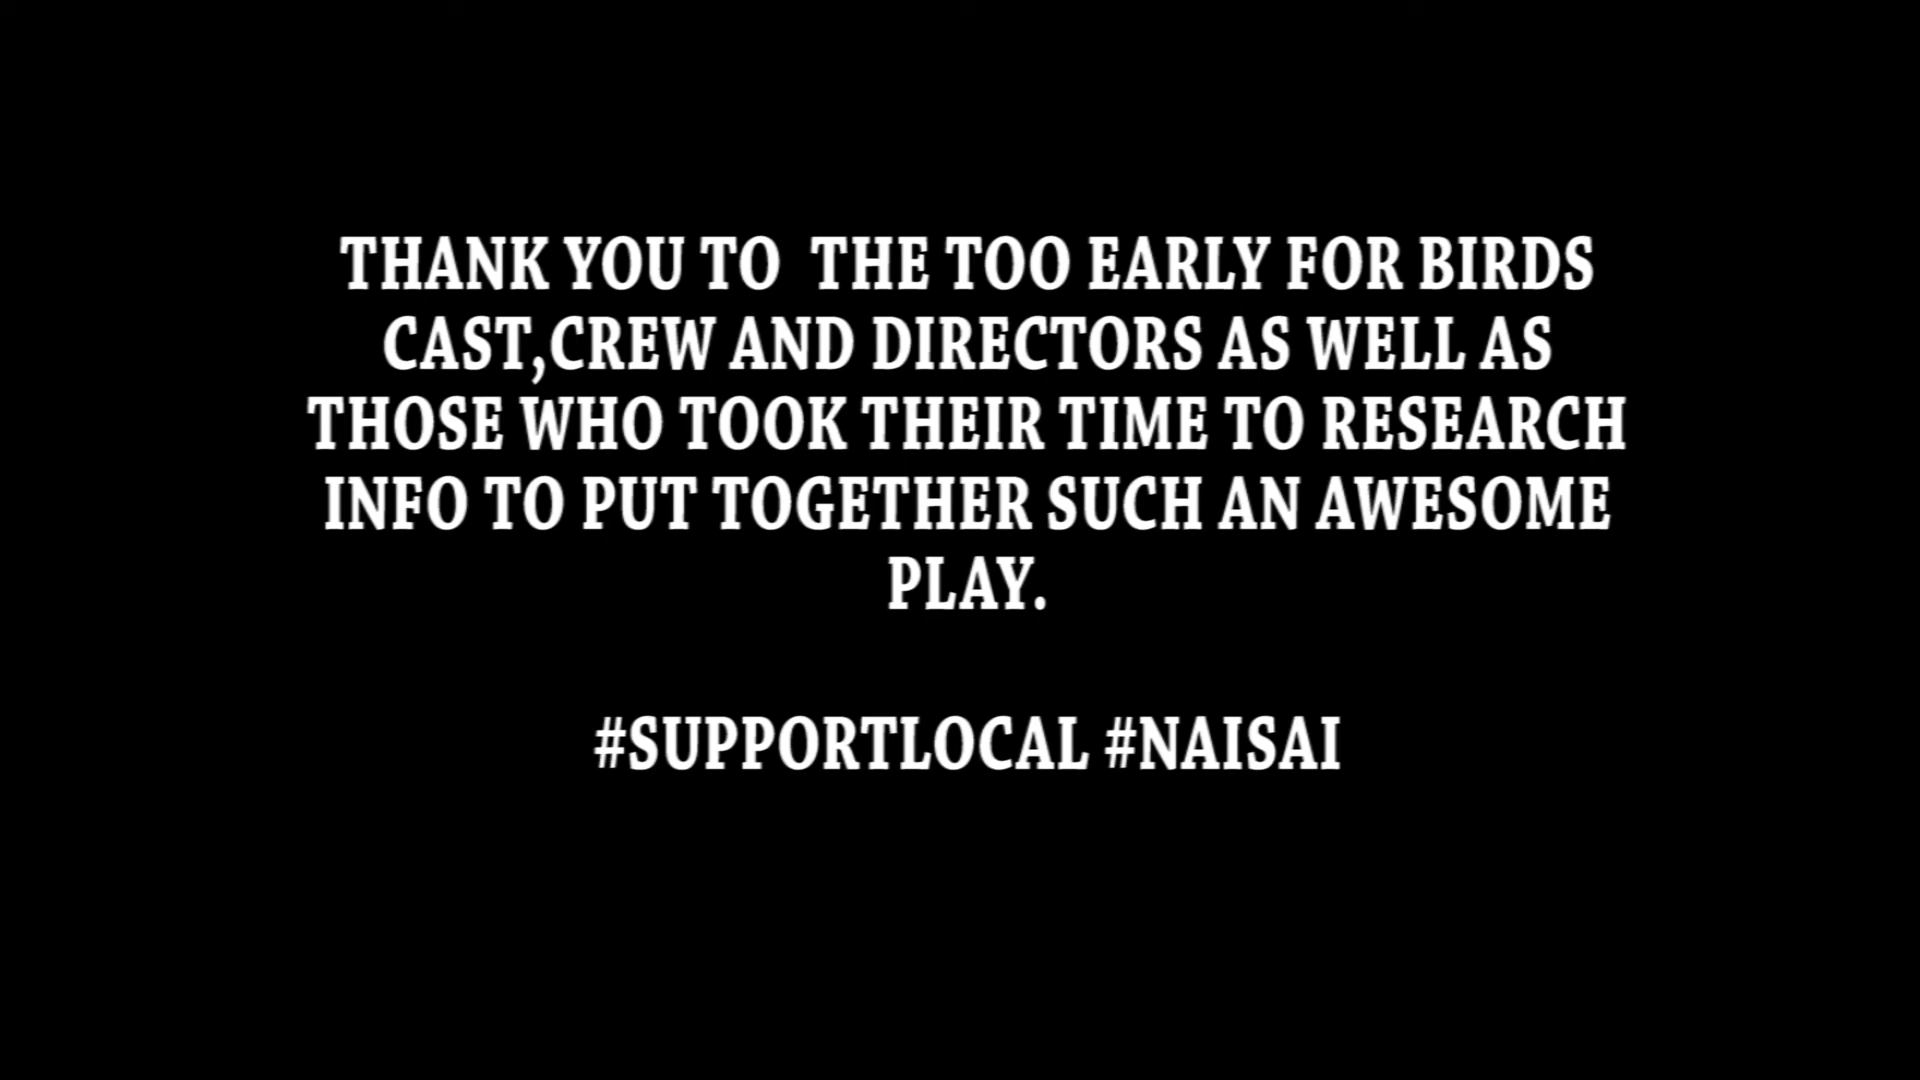 THANK YOU TO  THE TOO EARLY FOR BIRDS
CAST,CREW AND DIRECTORS AS WELL AS
THOSE WHO TOOK THEIR TIME TO RESEARCH
INFO TO PUT TOGETHER SUCH AN AWESOME
PLAY.
#SUPPORTLOCAL #NAISAI